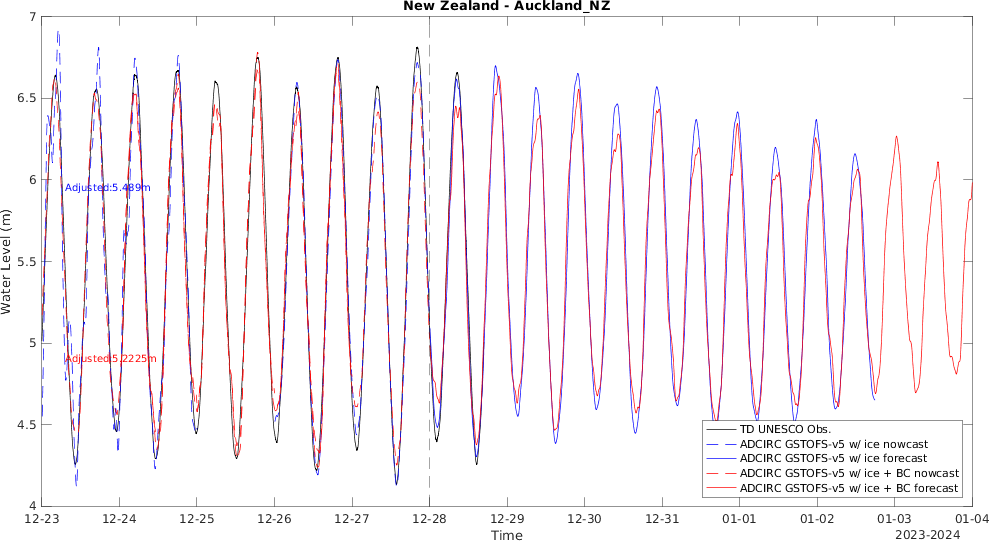 New Zealand - Auckland_NZ
7
6.5
6
5.5
5
4.5
4
Water Level (m)
Adjusted:5.489m
Adjusted:5.2225m
TD UNESCO Obs.
ADCIRC GSTOFS-v5 w/ ice nowcast
ADCIRC GSTOFS-v5 w/ ice forecast
ADCIRC GSTOFS-v5 w/ ice + BC nowcast
ADCIRC GSTOFS-v5 w/ ice + BC forecast
12-23 12-24 12-25 12-26 12-27 12-28 12-29 12-30 12-31 01-01 01-02 01-03 01-04
Time
2023-2024